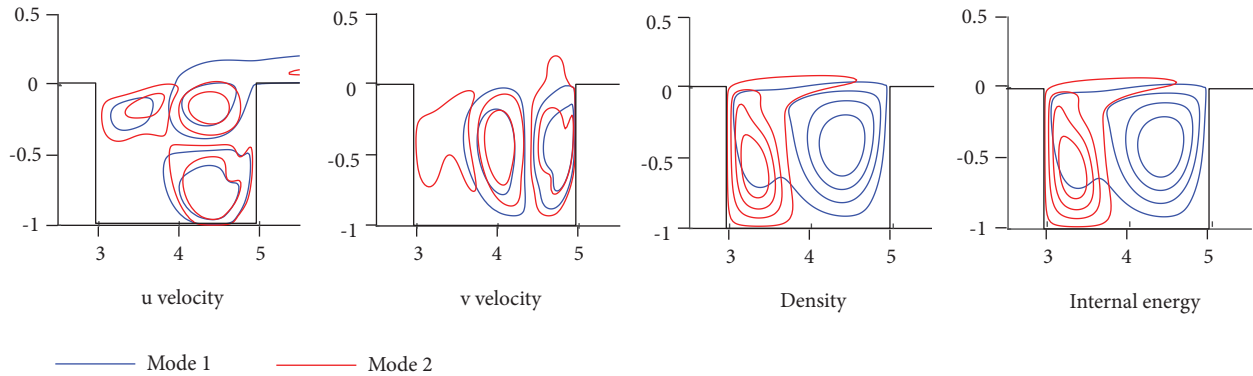 0.5 0.5 0.5 0.5
0 0 0 0
-0.5 -0.5 -0.5 -0.5
-1 -1 -1 -1
3 4 5 3 4 5 3 4 5 3 4 5
u velocity v velocity Density Internal energy
Mode 1 Mode 2